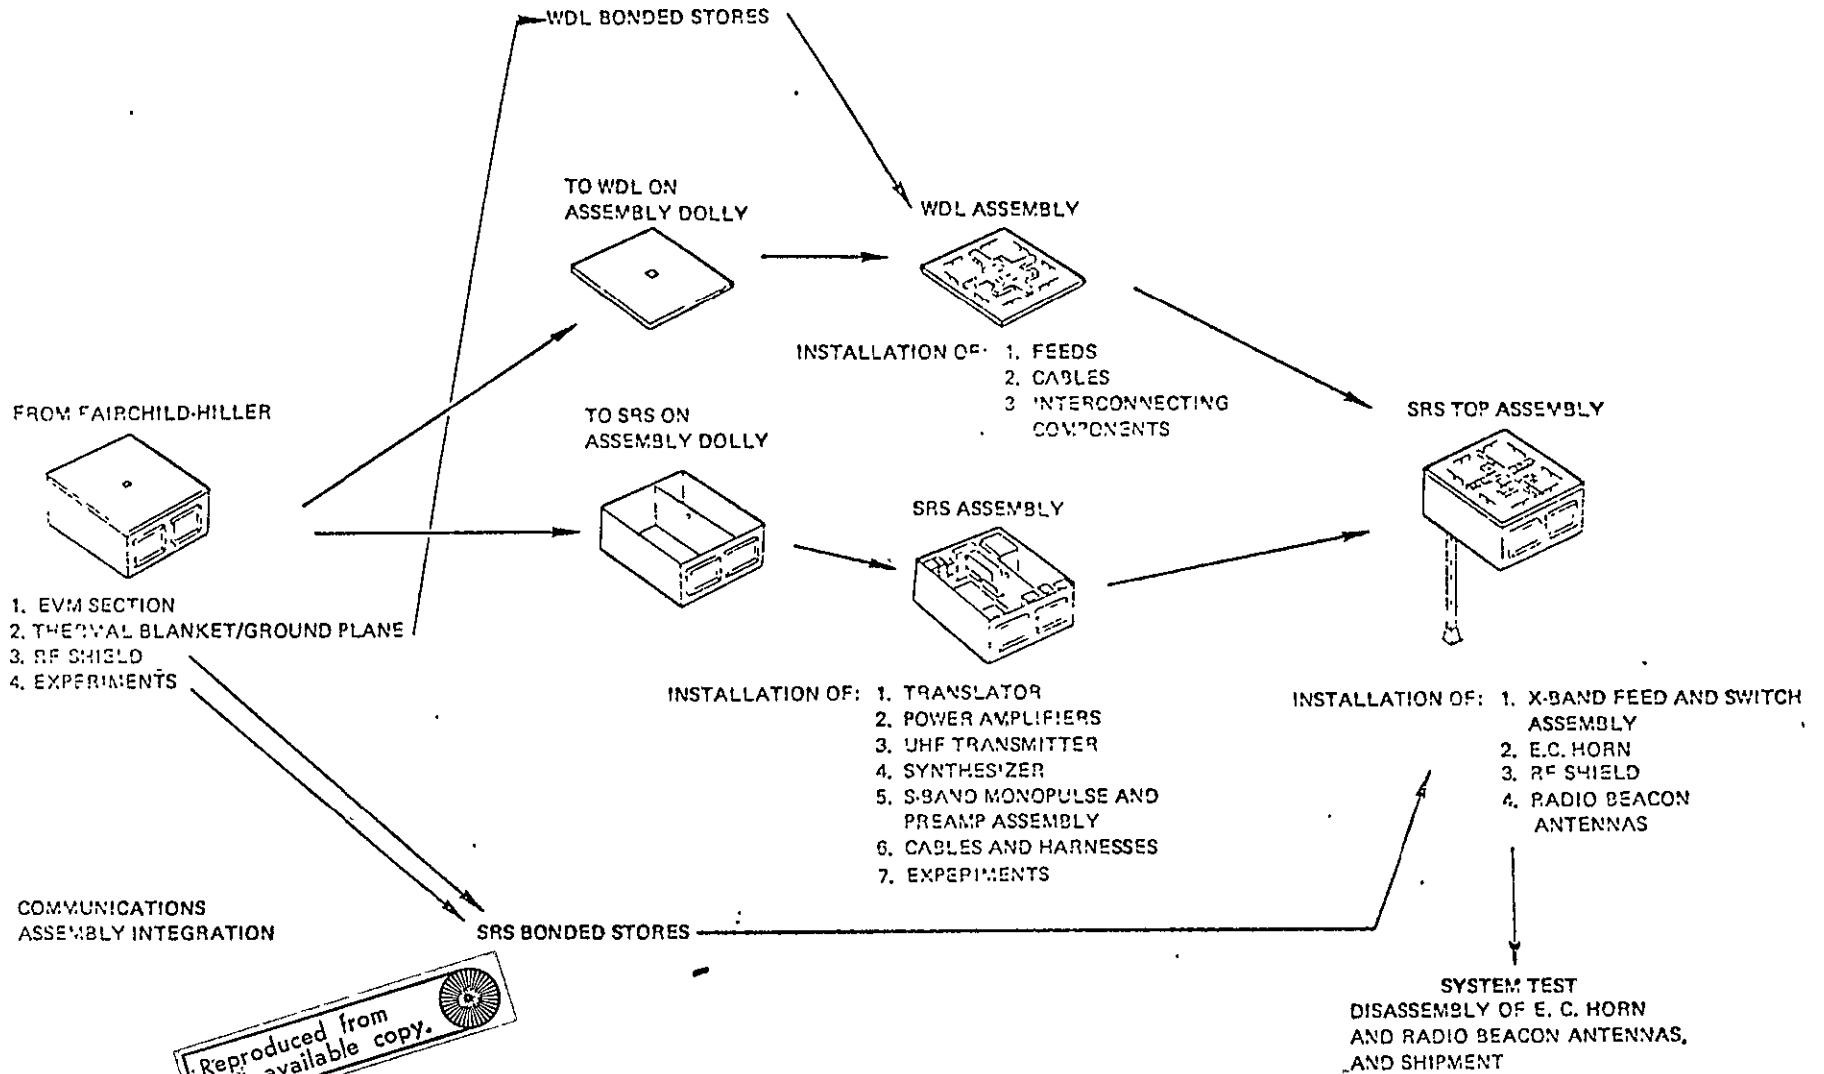 WDL BONDED STORES
TO WDL ON
ASSEMBLY DOLLY
WDL ASSEMBLY
INSTALLATION OF: 1. FEEDS
2. CABLES
3 INTERCONNECTING
COMPONENTS
FROM FAIRCHILD-HILLER
1. EVM SECTION
2. THERMAL BLANKET/GROUND PLANE
3. RF SHIELD
4. EXPERIMENTS
TO SRS ON
ASSEMBLY DOLLY
SRS ASSEMBLY
INSTALLATION OF: 1. TRANSLATOR
2. POWER AMPLIFIERS
3. UHF TRANSMITTER
4. SYNTHESIZER
5. S-BAND MONOPULSE AND
PREAMP ASSEMBLY
6. CABLES AND HARNESSES
7. EXPERIMENTS
SRS TOP ASSEMBLY
INSTALLATION OF: 1. X-BAND FEED AND SWITCH
ASSEMBLY
2. E.C. HORN
3. RF SHIELD
4. RADIO BEACON
ANTENNAS
COMMUNICATIONS
ASSEMBLY INTEGRATION
SRS BONDED STORES
SYSTEM TEST
DISASSEMBLY OF E. C. HORN
AND RADIO BEACON ANTENNAS,
AND SHIPMENT
Reproduced from
available copy.